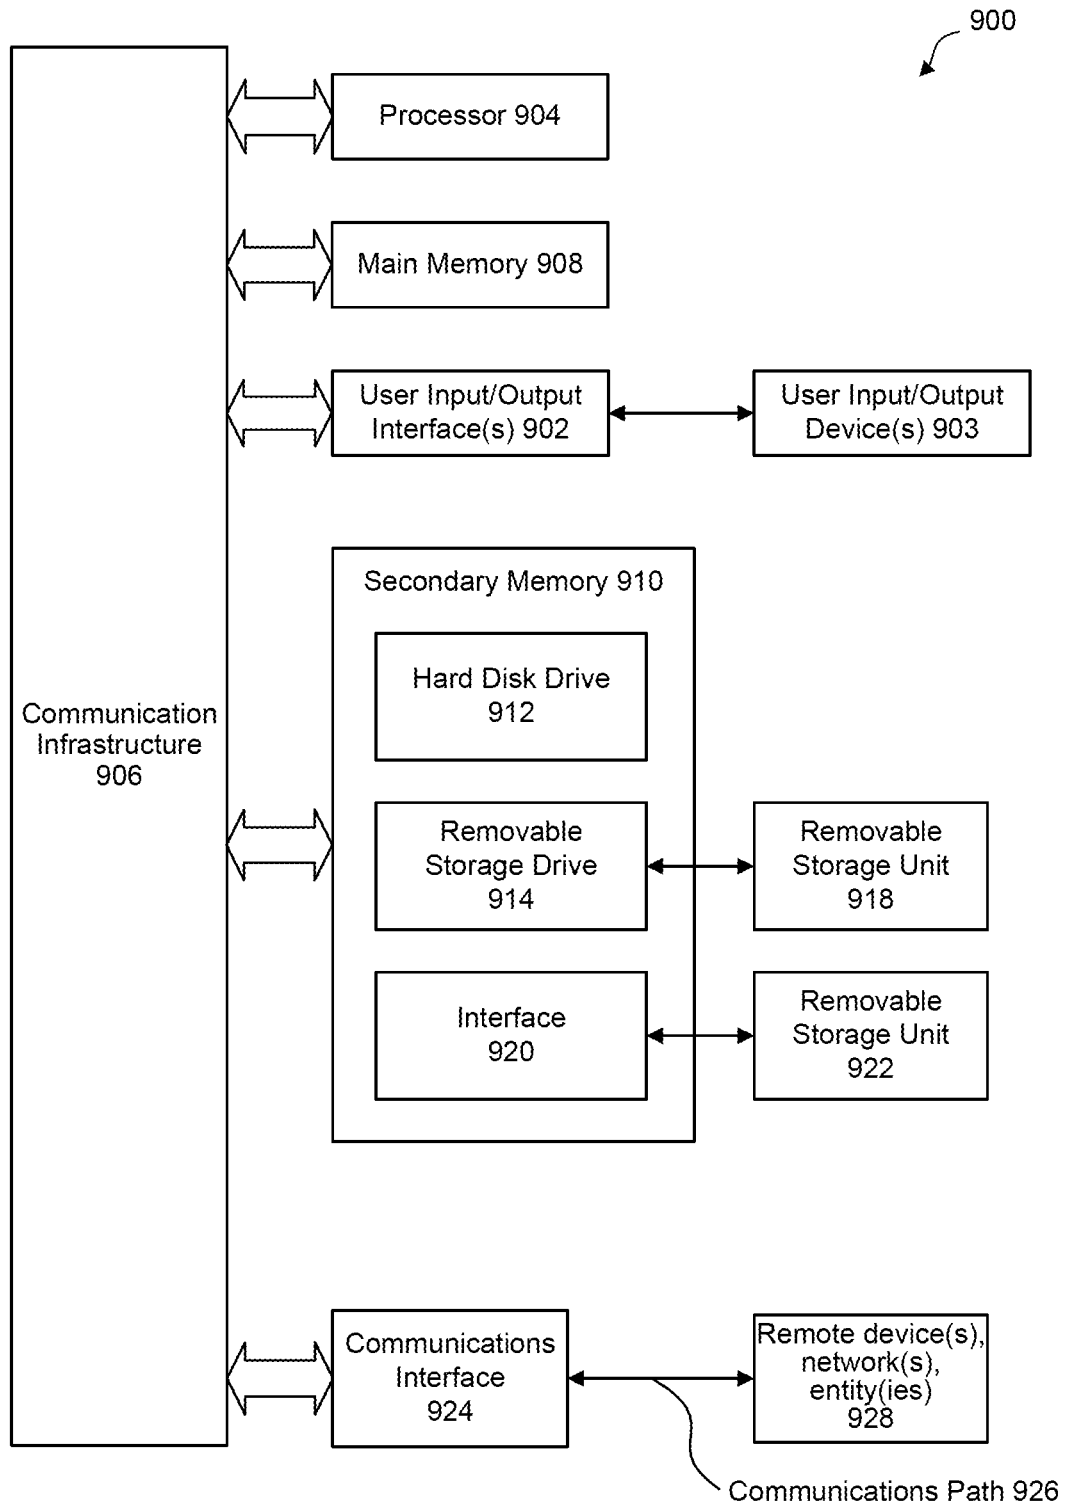 900
Processor 904
Main Memory 908
User Input/Output
Interface(s) 902
User Input/Output
Device(s) 903
Secondary Memory 910
Hard Disk Drive
912
Communication
Infrastructure
906
Removable
Storage Drive
914
Removable
Storage Unit
918
Interface
920
Removable
Storage Unit
922
Communications
Interface
924
Remote device(s),
network(s),
entity(ies)
928
Communications Path 926